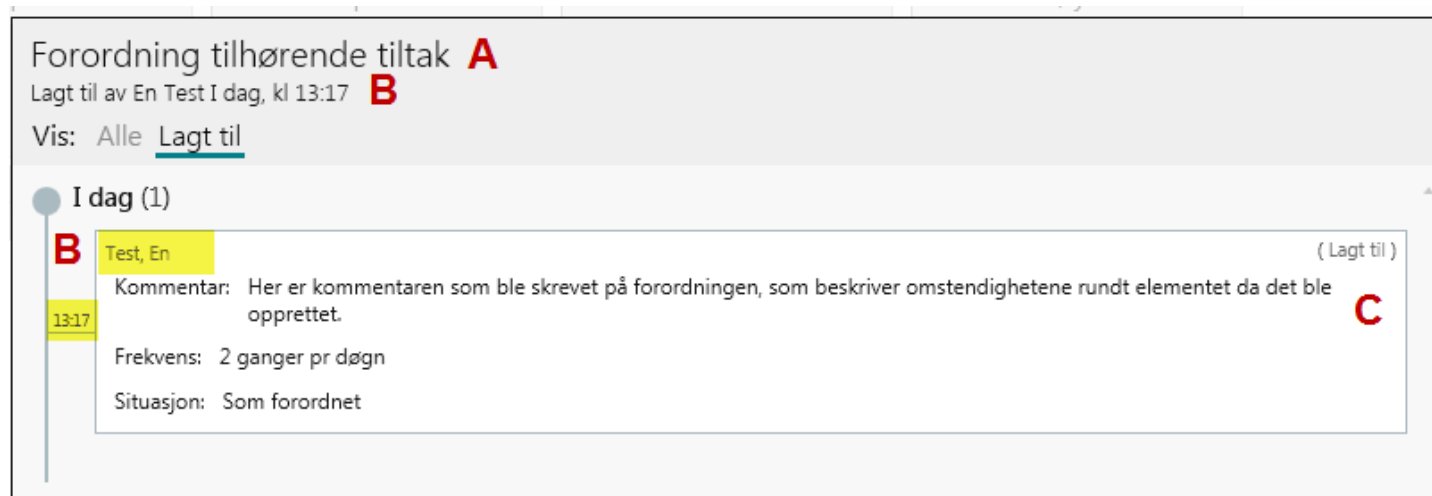 Forordning tilhørende tiltak A
Lagt til av En Test I dag, kl 13:17 B
Vis: Alle Lagt til
I dag (1)
B Test, En ( Lagt til )
Kommentar: Her er kommentaren som ble skrevet på forordningen, som beskriver omstendighetene rundt elementet da det ble
13:17 opprettet. C
Frekvens: 2 ganger pr døgn
Situasjon: Som forordnet